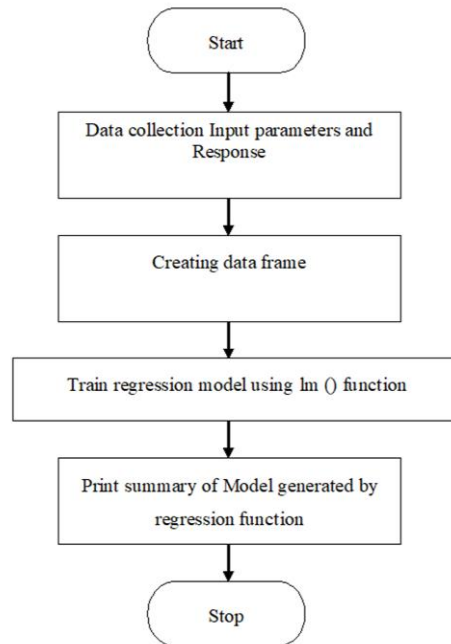 Start
Data collection Input parameters and
Response
Creating data frame
Train regression model using lm () function
Print summary of Model generated by
regression function
Stop